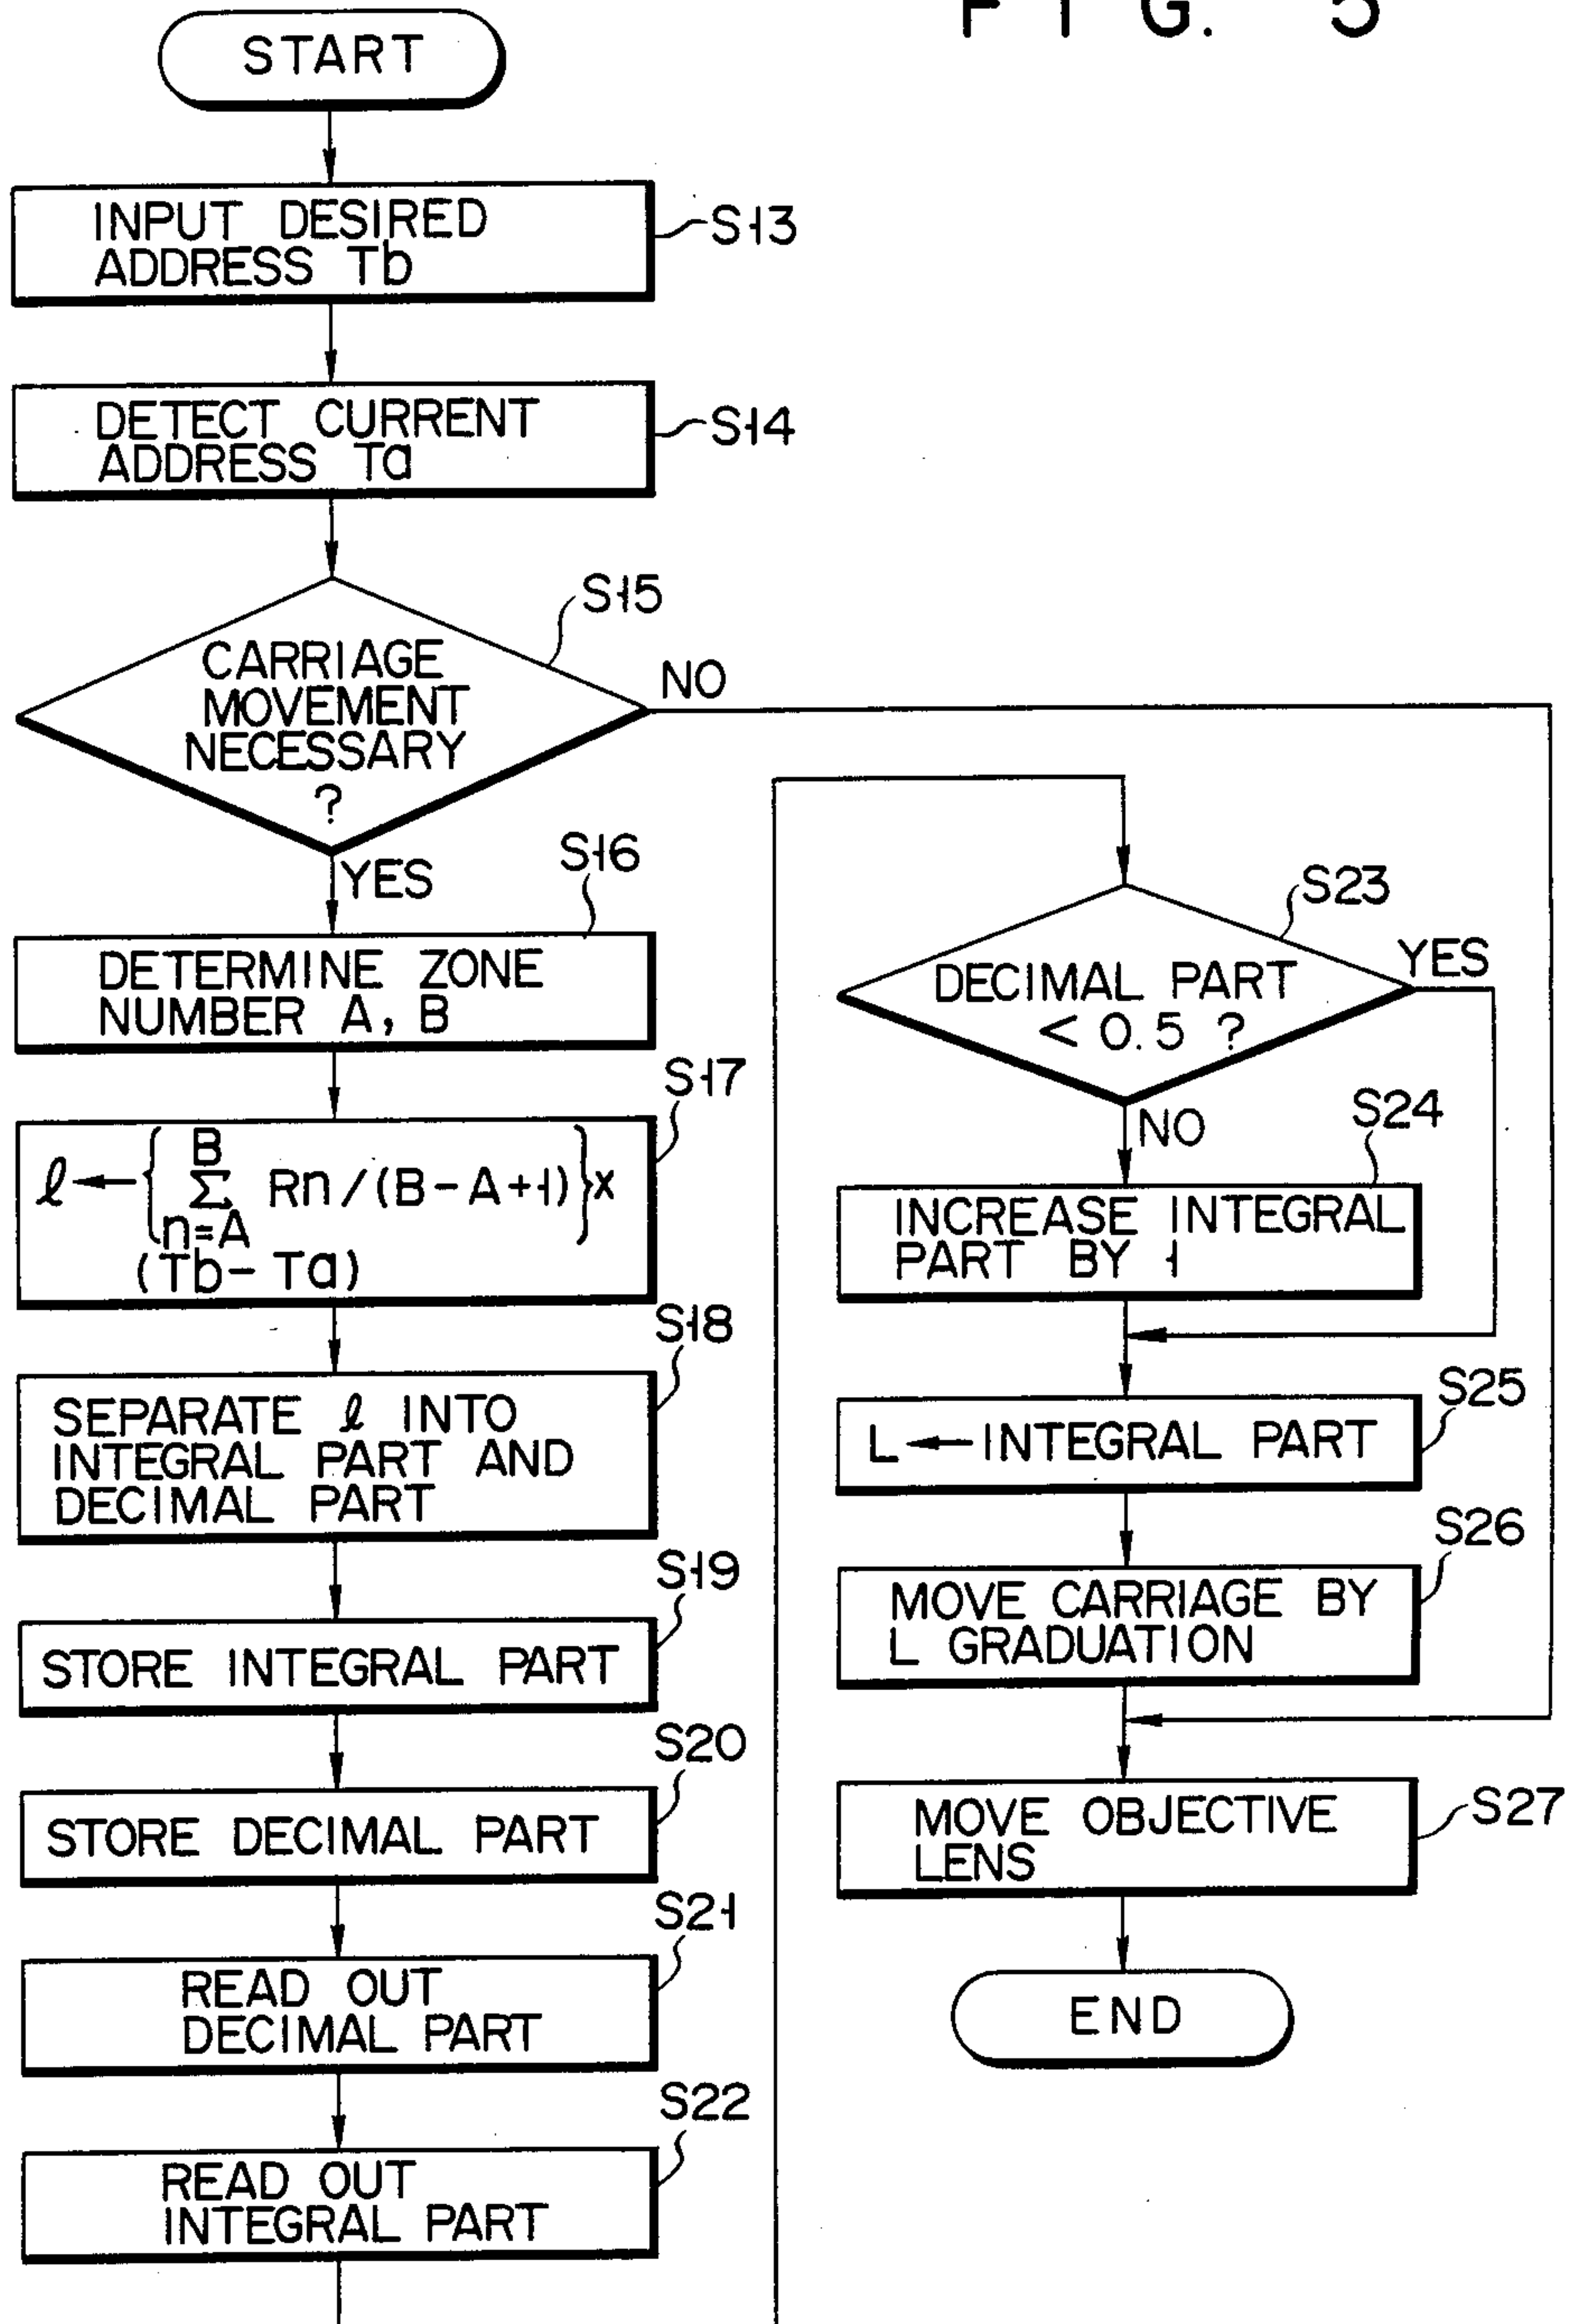 FIG. 5
START
INPUT DESIRED
ADDRESS Tb
S13
DETECT CURRENT
ADDRESS Ta
S14
CARRIAGE
MOVEMENT
NECESSARY
?
S15
NO
YES
S16
DETERMINE ZONE
NUMBER A, B
S17
ℓ ← { B Σ n=A Rn / (B-A+1) } x
(Tb - Ta)
S18
SEPARATE ℓ INTO
INTEGRAL PART AND
DECIMAL PART
S19
STORE INTEGRAL PART
S20
STORE DECIMAL PART
S21
READ OUT
DECIMAL PART
S22
READ OUT
INTEGRAL PART
S23
DECIMAL PART
< 0.5 ?
YES
NO
S24
INCREASE INTEGRAL
PART BY 1
S25
L ← INTEGRAL PART
S26
MOVE CARRIAGE BY
L GRADUATION
MOVE OBJECTIVE
LENS
S27
END